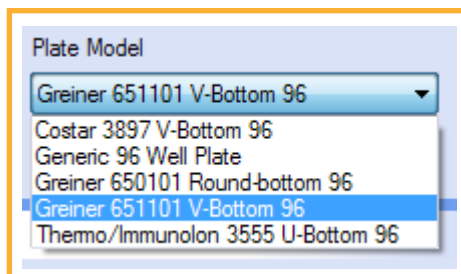 Plate Model
Greiner 651101 V-Bottom 96
Costar 3897 V-Bottom 96
Generic 96 Well Plate
Greiner 650101 Round-bottom 96
Greiner 651101 V-Bottom 96
Thermo/Immunolon 3555 U-Bottom 96